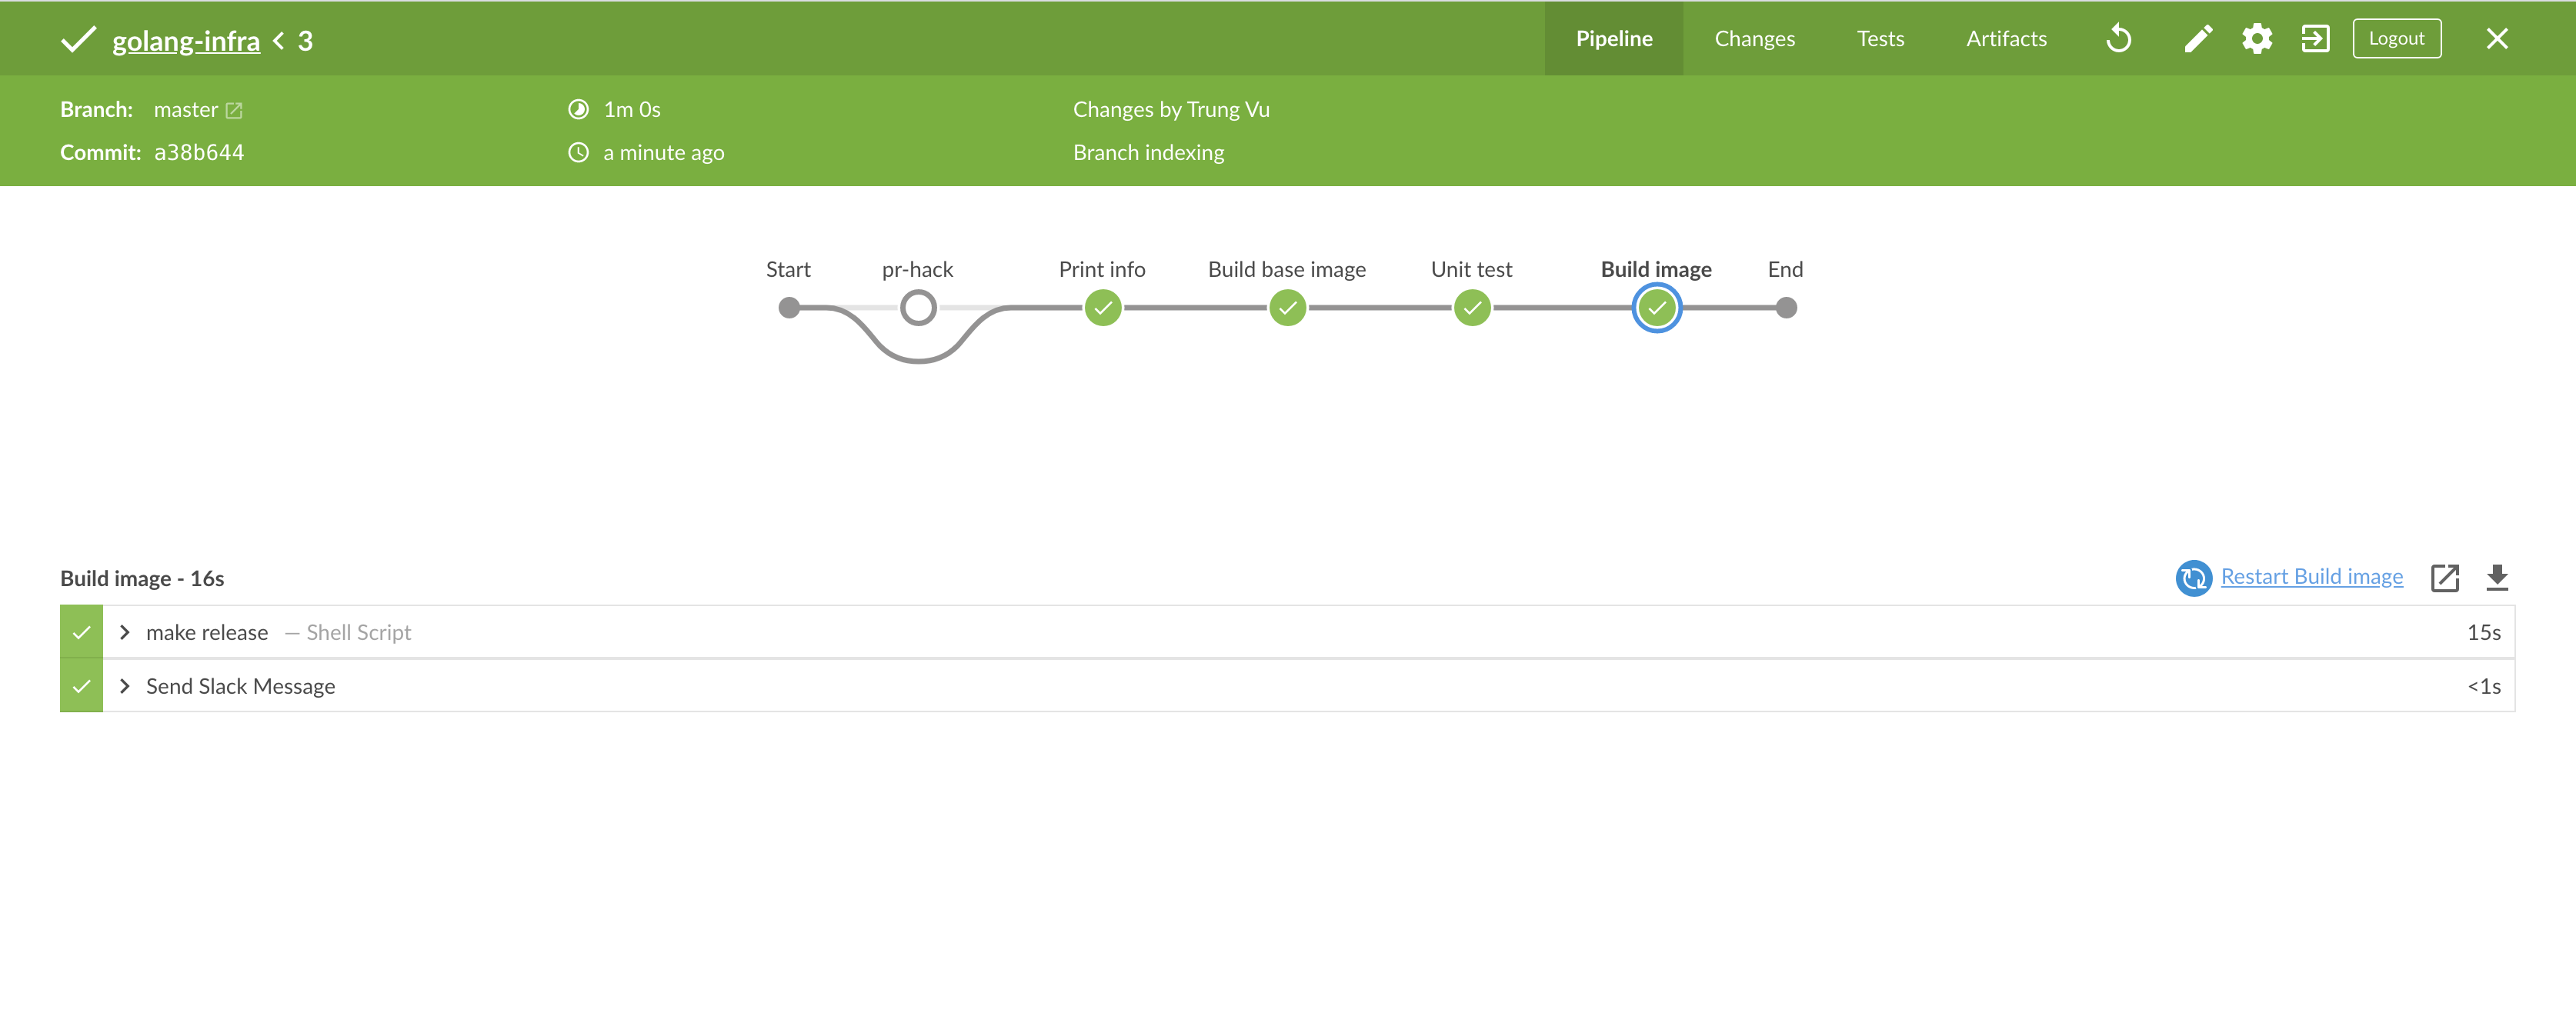 golang-infra < 3
Pipeline Changes Tests Artifacts Logout
Branch: master 1m 0s Changes by Trung Vu
Commit: a38b644 a minute ago Branch indexing
Start pr-hack Print info Build base image Unit test Build image End
Build image - 16s Restart Build image
make release — Shell Script 15s
Send Slack Message <1s